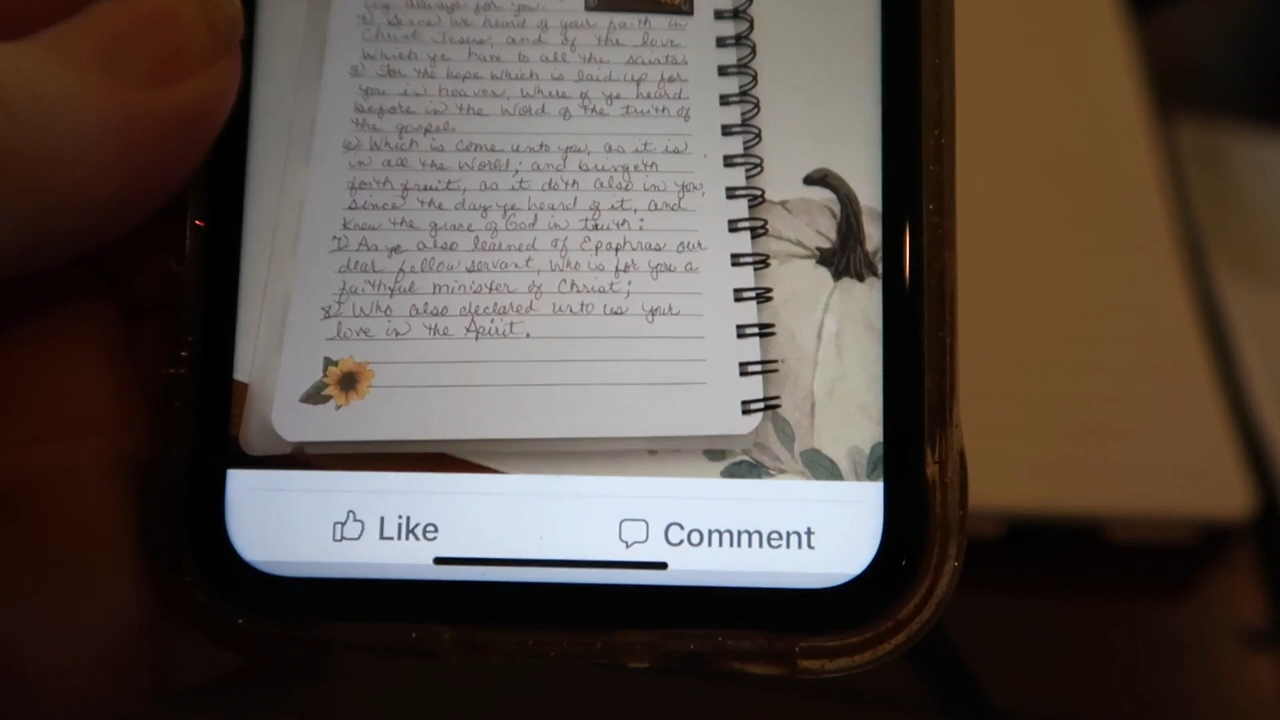 ing always for you.
4) Since we heard of your faith in
Christ Jesus, and of the love
which ye have to all the saints
5) For the hope which is laid up for
you in heaven, where of ye heard
before in the Word of the truth of
the gospel.
6) Which is come unto you, as it is
in all the World; and bringeth
forth fruit, as it doth also in you,
since the day ye heard of it, and
knew the grace of God in truth:
7) As ye also learned of Epaphras our
dear fellow servant, Who is for you a
faithful minister of Christ;
8) Who also declared unto us your
love in the Spirit.
Like
Comment